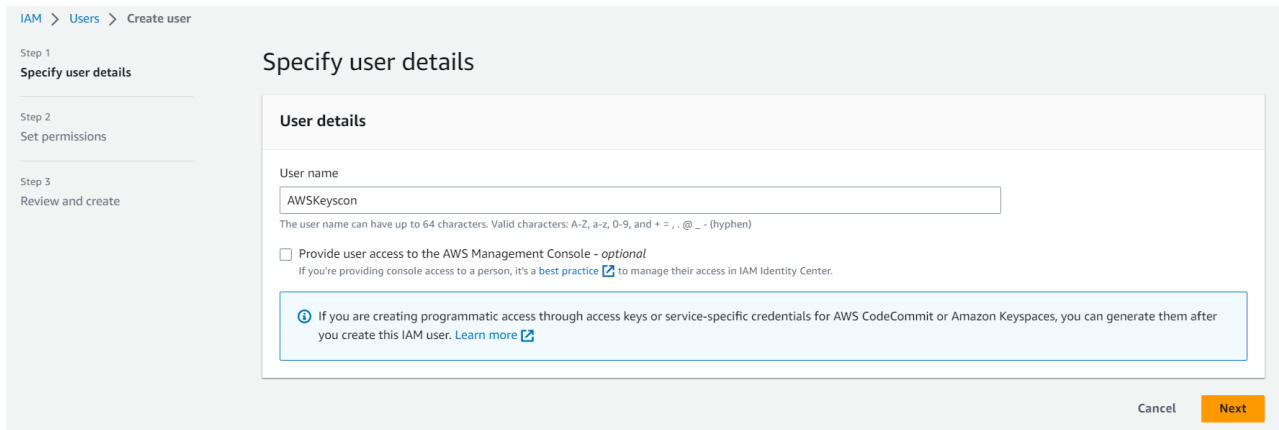 IAM > Users > Create user
Step 1
Specify user details
Step 2
Set permissions
Step 3
Review and create
Specify user details
User details
User name
AWSKeyscon
The user name can have up to 64 characters. Valid characters: A-Z, a-z, 0-9, and + = , . @ _ - (hyphen)
Provide user access to the AWS Management Console - optional
If you're providing console access to a person, it's a best practice to manage their access in IAM Identity Center.
If you are creating programmatic access through access keys or service-specific credentials for AWS CodeCommit or Amazon Keyspaces, you can generate them after
you create this IAM user. Learn more
Cancel
Next